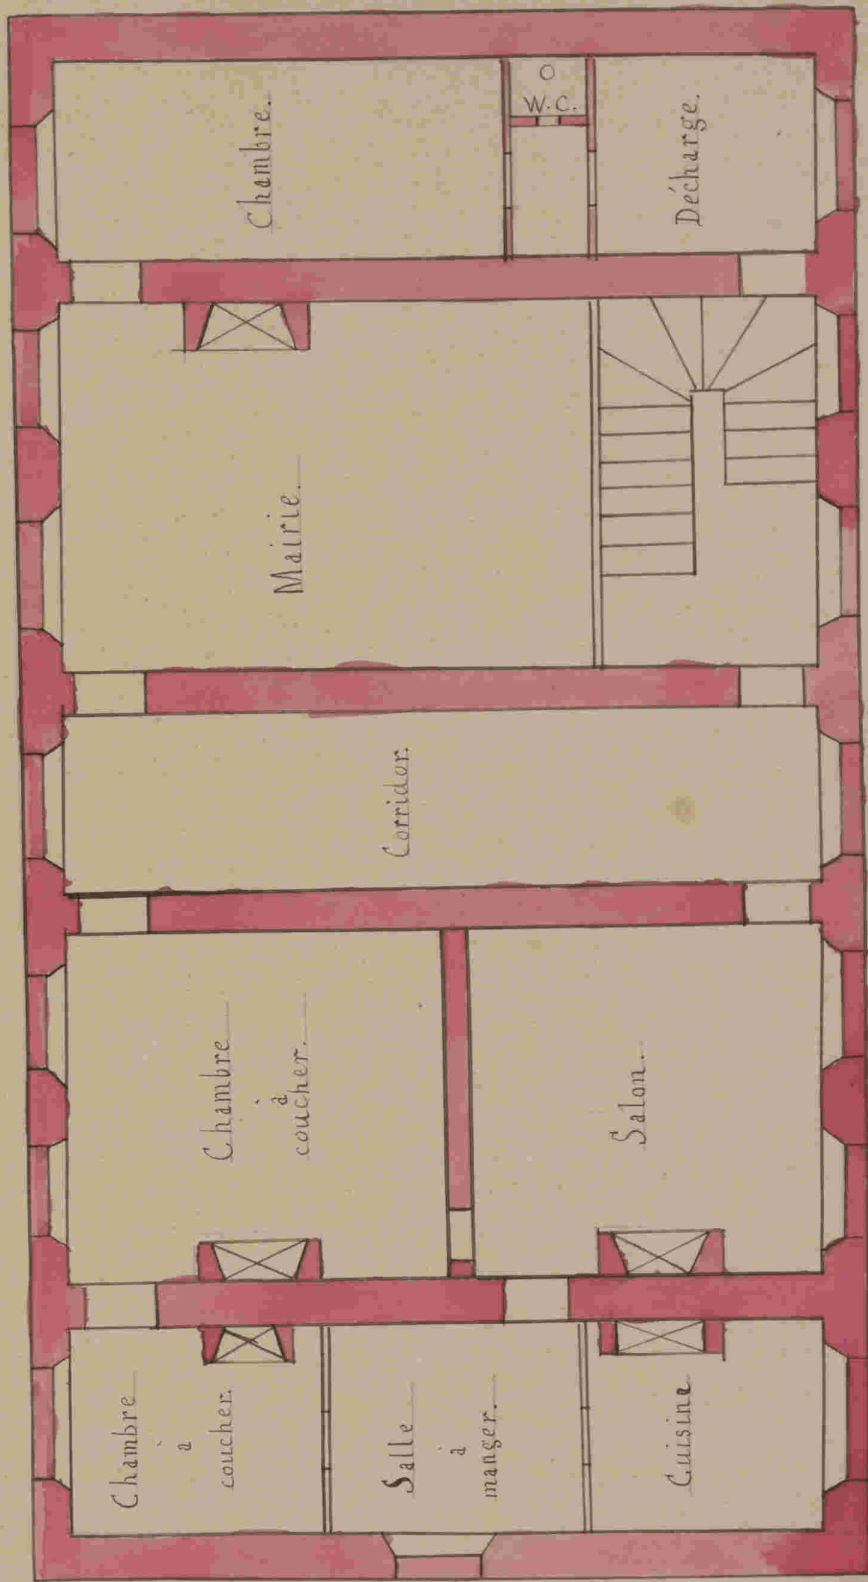 Chambre.
W.C.
Décharge.
Mairie.
Corridor.
Chambre
à
coucher.
Salon.
Chambre
à
coucher.
Salle
à
manger.
Cuisine